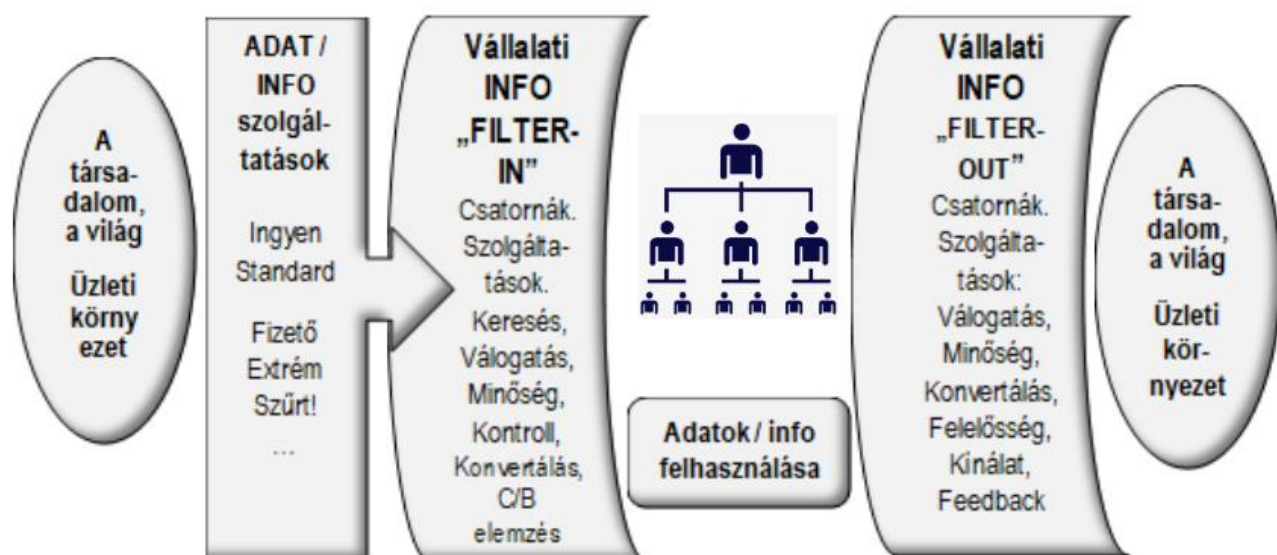 A
társa-
dalom,
a világ
Üzleti
körny
ezet
ADAT /
INFO
szolgál-
tatások
Ingyen
Standard
Fizető
Extrém
Szűrt!
...
Vállalati
INFO
„FILTER-
IN”
Csatornák.
Szolgálta-
tások.
Keresés,
Válogatás,
Minőség,
Kontroll,
Konvertálás,
C/B
elemzés
Adatok / info
felhasználása
Vállalati
INFO
„FILTER-
OUT”
Csatornák.
Szolgálta-
tások:
Válogatás,
Minőség,
Konvertálás,
Felelősség,
Kínálat,
Feedback
A
társa-
dalom,
a világ
Üzleti
kör-
nyezet